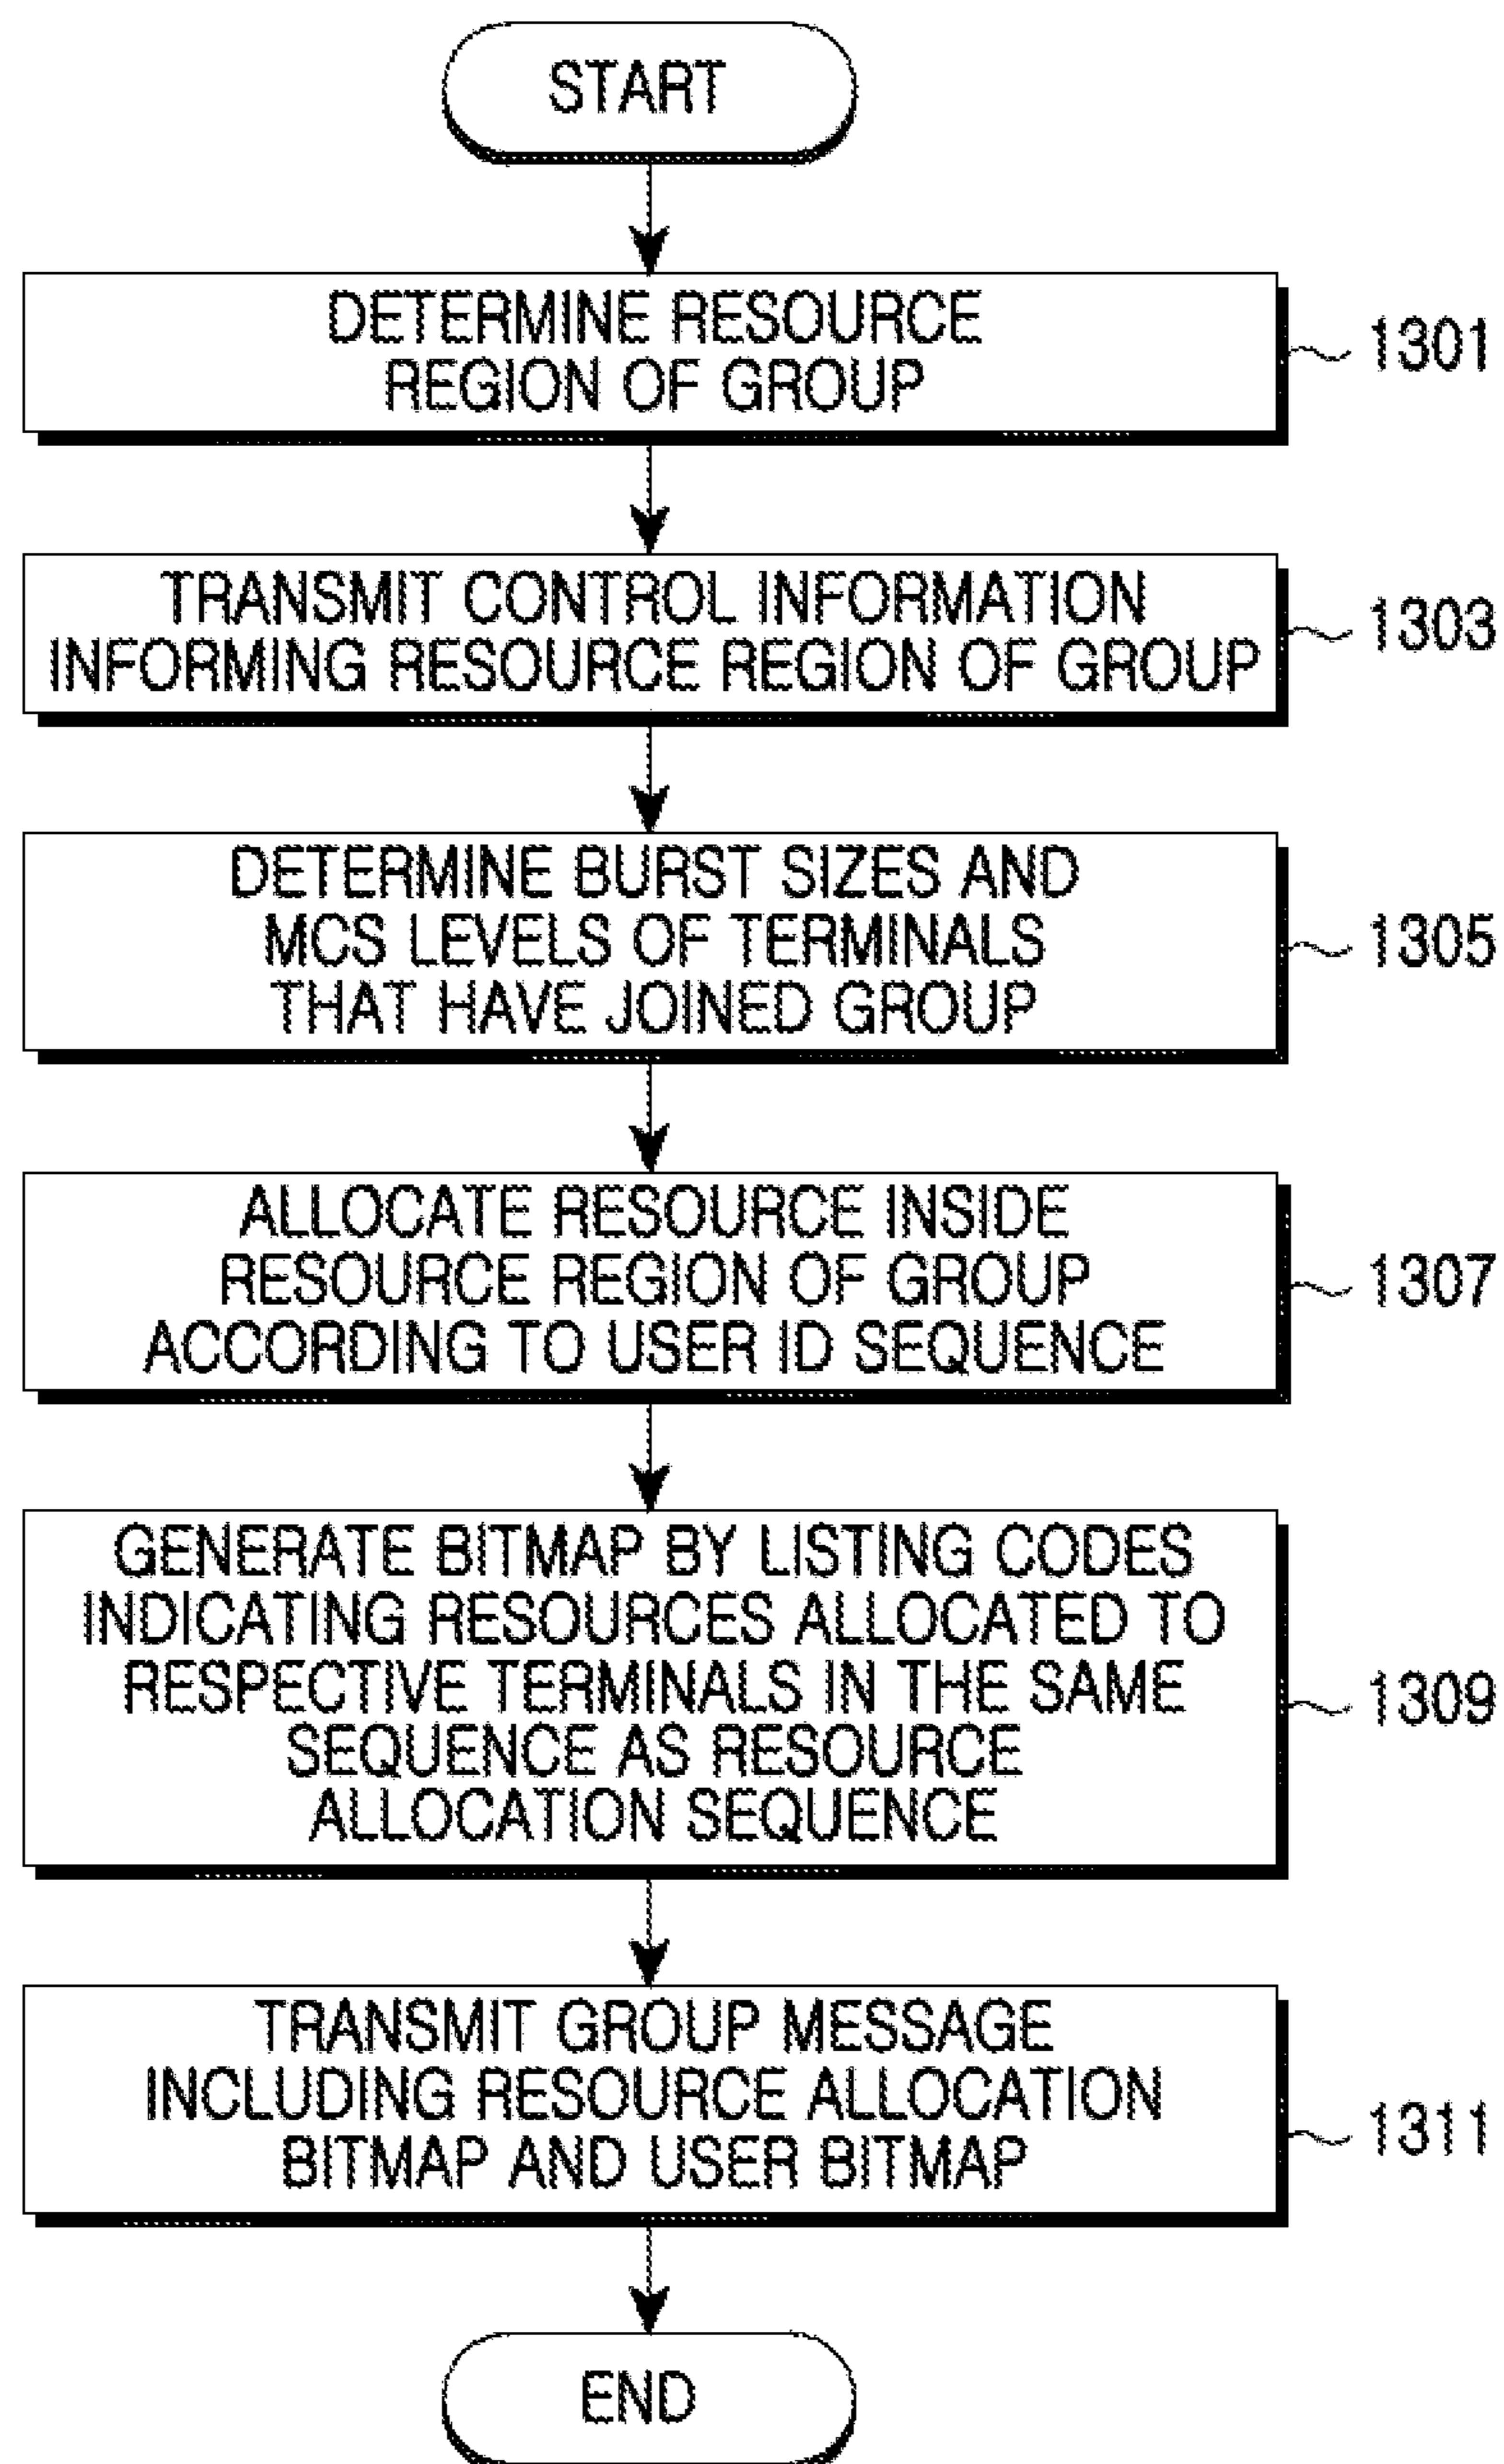 START
DETERMINE RESOURCE
REGION OF GROUP
1301
TRANSMIT CONTROL INFORMATION
INFORMING RESOURCE REGION OF GROUP
1303
DETERMINE BURST SIZES AND
MCS LEVELS OF TERMINALS
THAT HAVE JOINED GROUP
1305
ALLOCATE RESOURCE INSIDE
RESOURCE REGION OF GROUP
ACCORDING TO USER ID SEQUENCE
1307
GENERATE BITMAP BY LISTING CODES
INDICATING RESOURCES ALLOCATED TO
RESPECTIVE TERMINALS IN THE SAME
SEQUENCE AS RESOURCE
ALLOCATION SEQUENCE
1309
TRANSMIT GROUP MESSAGE
INCLUDING RESOURCE ALLOCATION
BITMAP AND USER BITMAP
1311
END